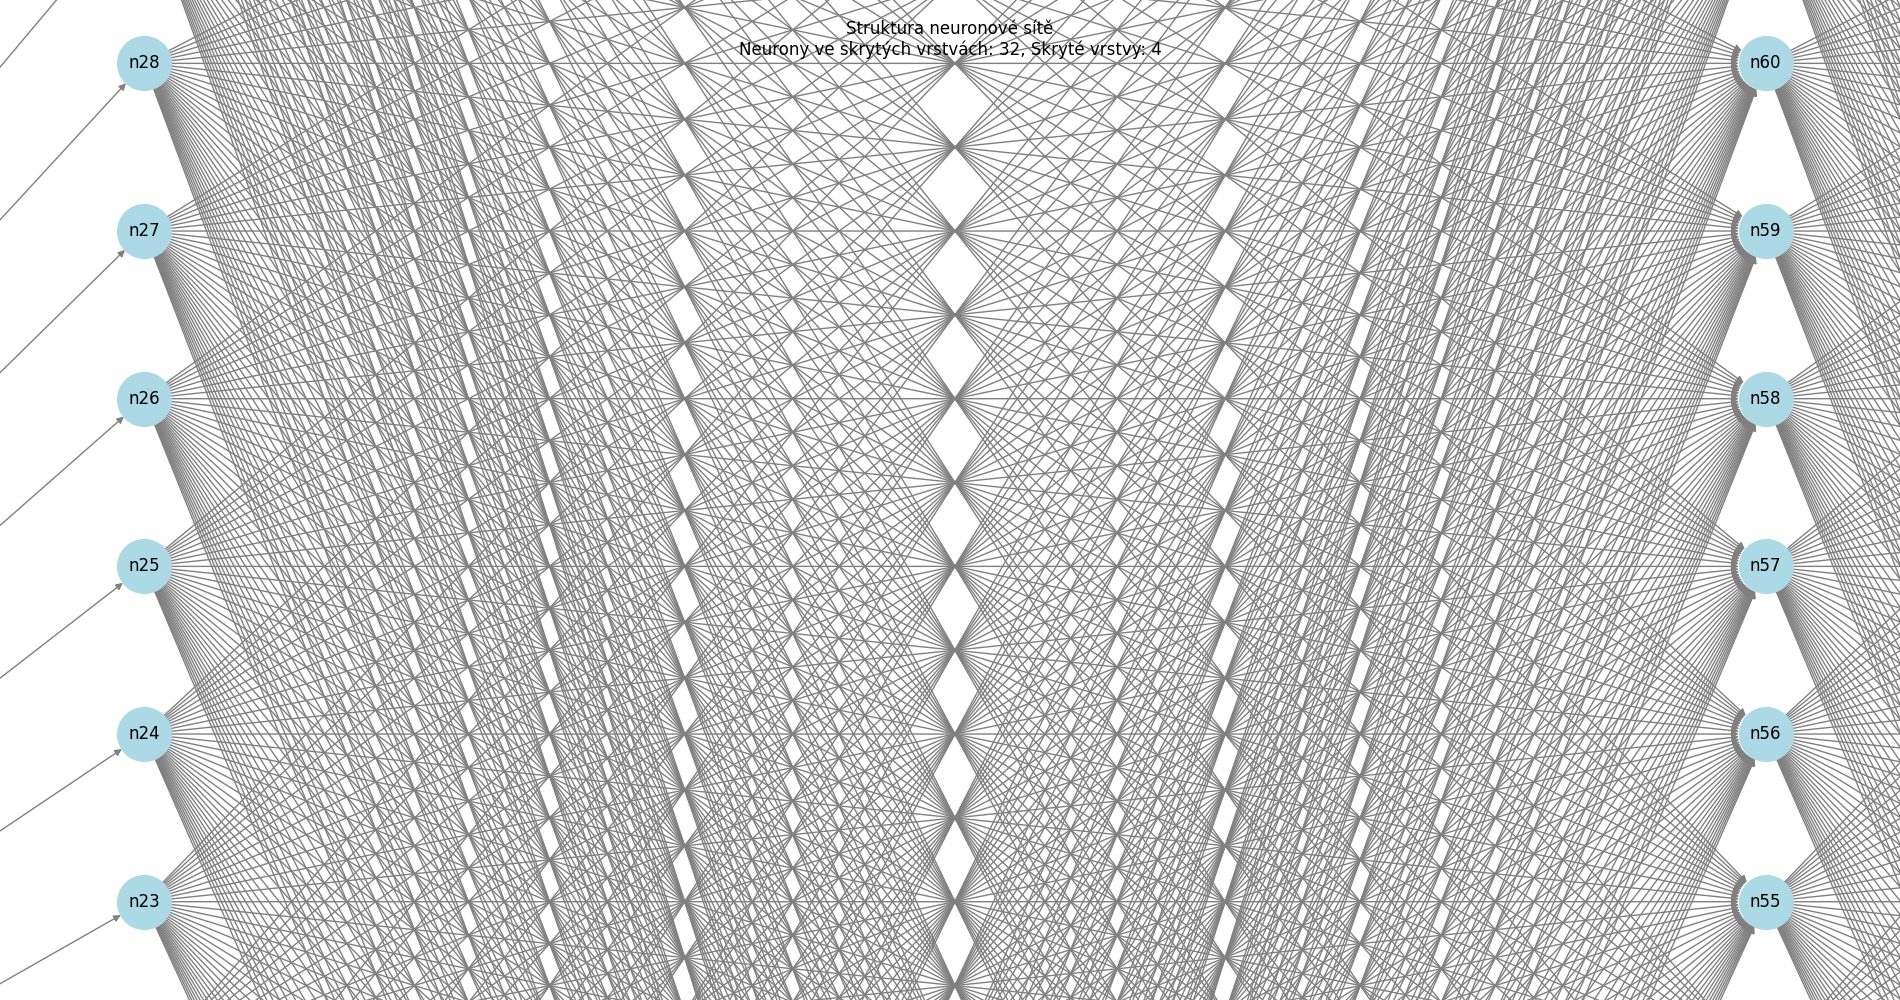 Struktura neuronové sítě
Neurony ve skrytých vrstvách: 32, Skryté vrstvy: 4
n28
n60
n27
n59
n26
n58
n25
n57
n24
n56
n23
n55